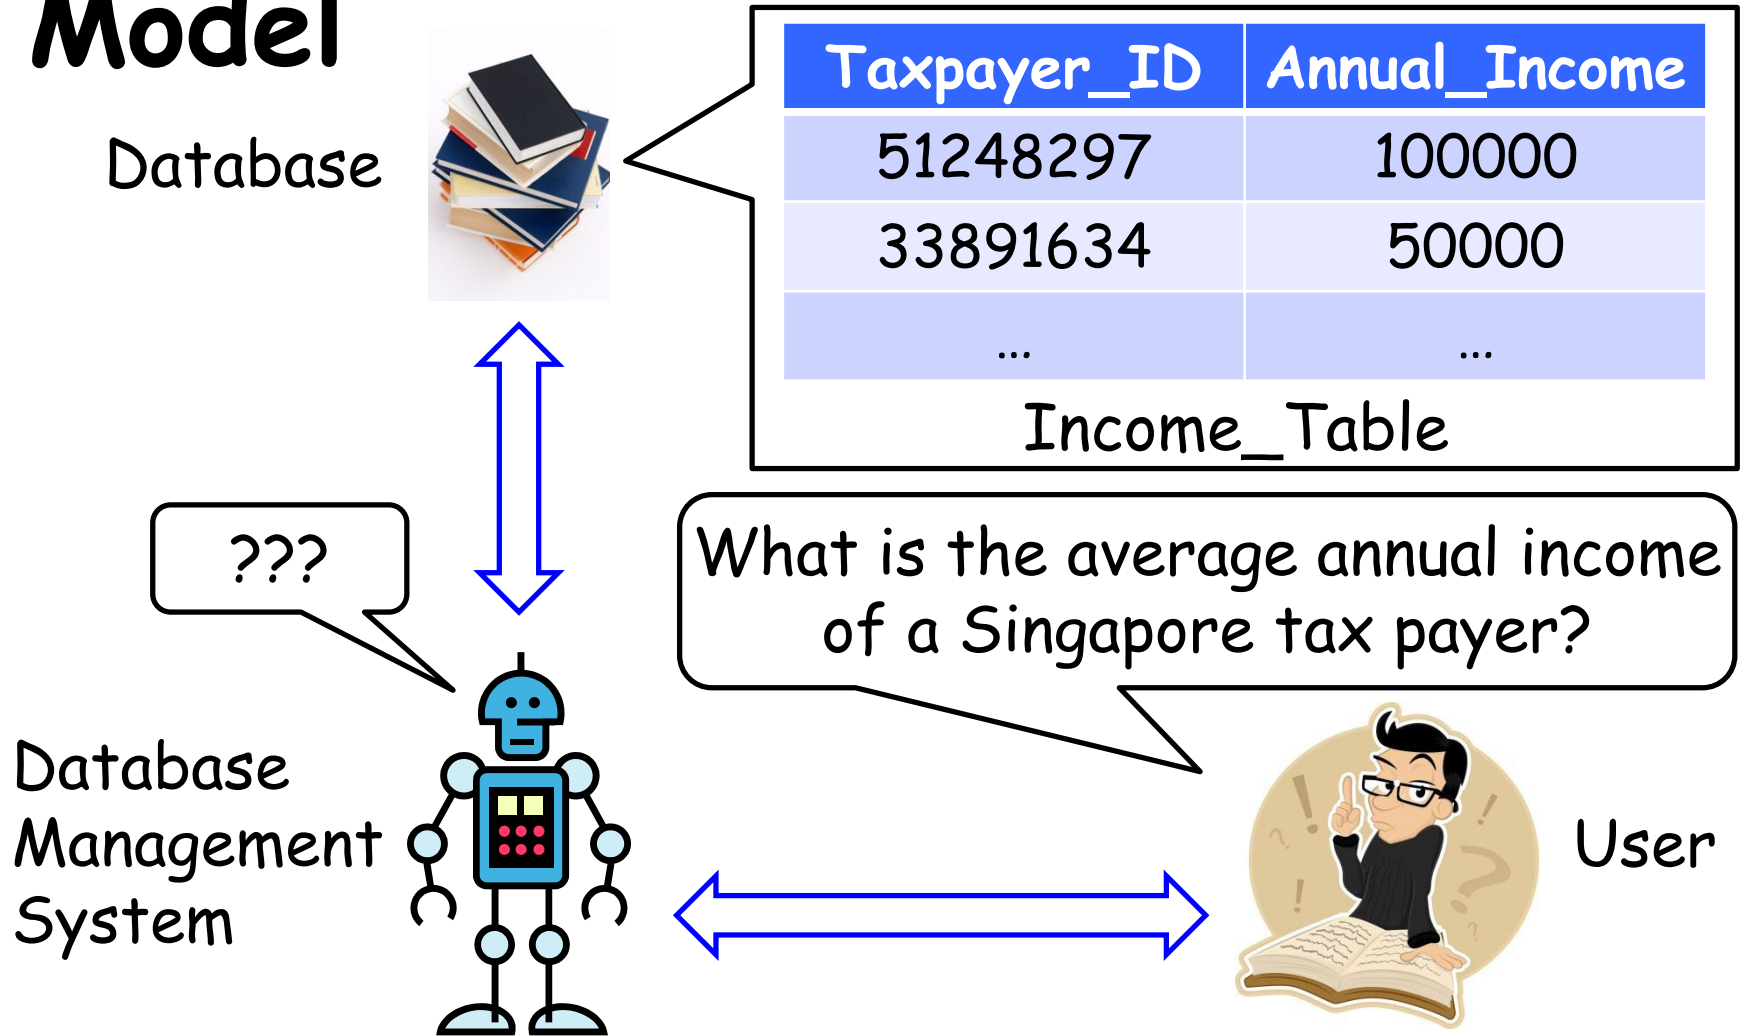 Model
Database
Taxpayer_ID Annual_Income
51248297 100000
33891634 50000
... ...
Income_Table
???
What is the average annual income
of a Singapore tax payer?
Database
Management
System
User